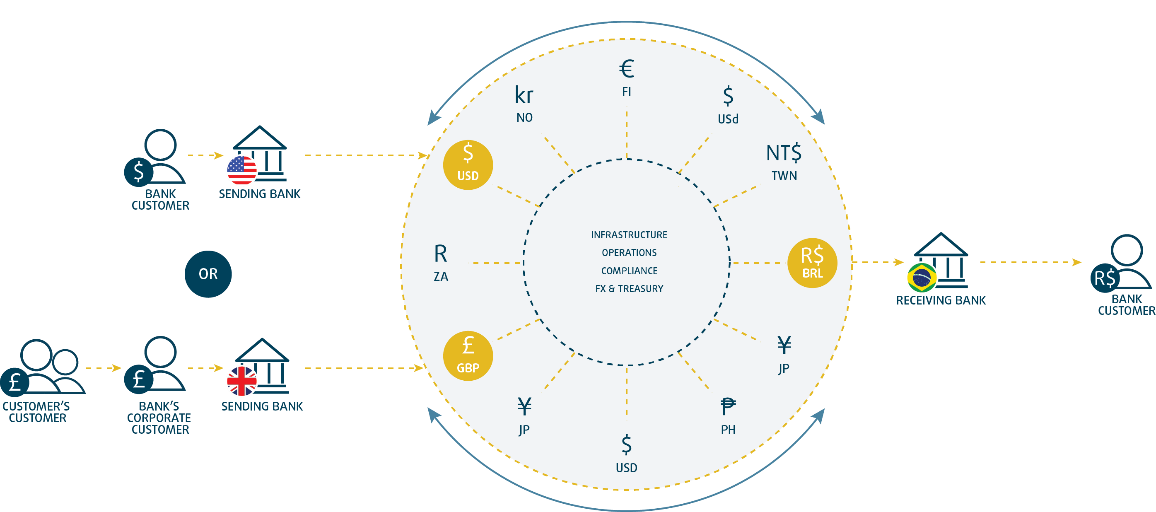 $
BANK
CUSTOMER
SENDING BANK
OR
£
CUSTOMER'S
CUSTOMER
£
BANK'S
CORPORATE
CUSTOMER
SENDING BANK
€
FI
kr
NO
$
USd
$
USD
NT$
TWN
R
ZA
R$
BRL
£
GBP
¥
JP
¥
JP
₱
PH
$
USD
INFRASTRUCTURE
OPERATIONS
COMPLIANCE
FX & TREASURY
RECEIVING BANK
R$
BANK
CUSTOMER